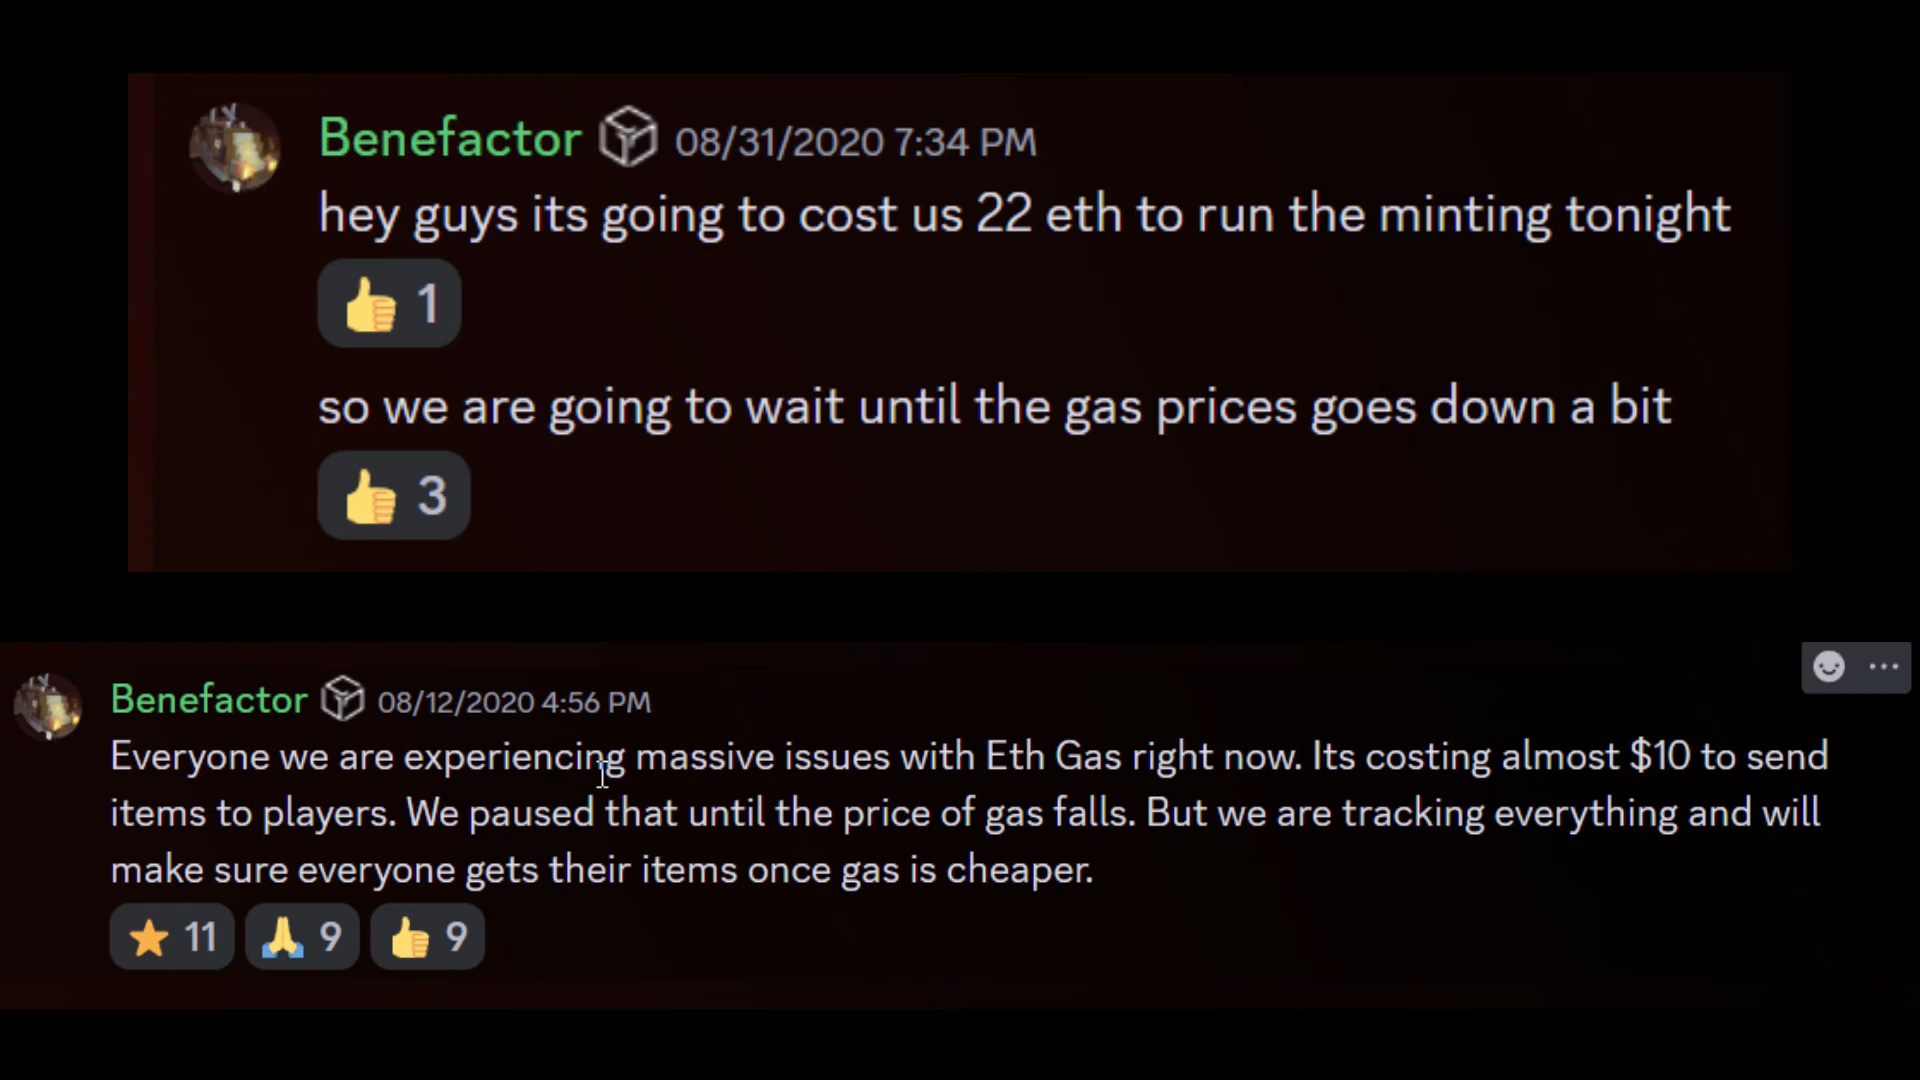 Benefactor 08/31/2020 7:34 PM
hey guys its going to cost us 22 eth to run the minting tonight
👍 1
so we are going to wait until the gas prices goes down a bit
👍 3
Benefactor 08/12/2020 4:56 PM
Everyone we are experiencing massive issues with Eth Gas right now. Its costing almost $10 to send
items to players. We paused that until the price of gas falls. But we are tracking everything and will
make sure everyone gets their items once gas is cheaper.
⭐ 11 🙏 9 👍 9